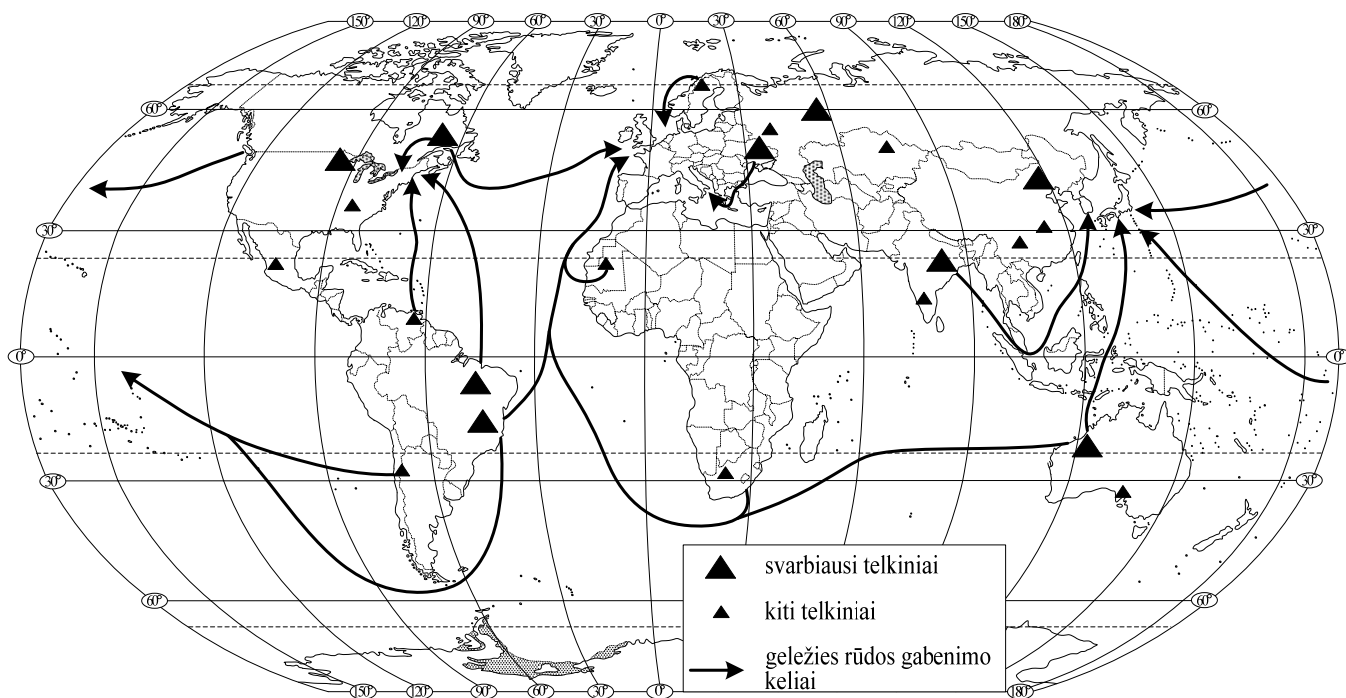 150° 120° 90° 60° 30° 0° 30° 60° 90° 120° 150° 180°
60° 60°
30° 30°
0° 0°
30° 30°
svarbiausi telkiniai
60° 60°
kiti telkiniai
geležies rūdos gabenimo
keliai
150° 120° 90° 60° 30° 0° 180°